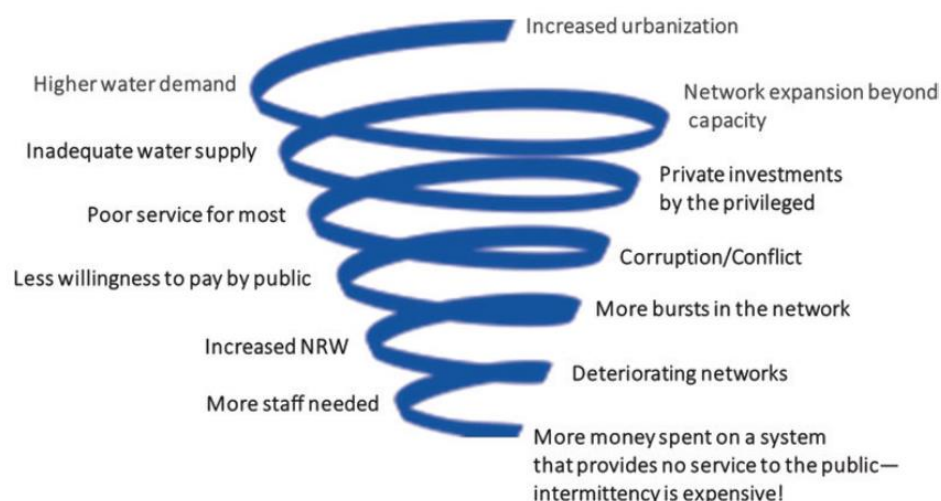 Increased urbanization
Higher water demand
Network expansion beyond
capacity
Inadequate water supply
Private investments
by the privileged
Poor service for most
Corruption/Conflict
Less willingness to pay by public
More bursts in the network
Increased NRW
Deteriorating networks
More staff needed
More money spent on a system
that provides no service to the public—
intermittency is expensive!